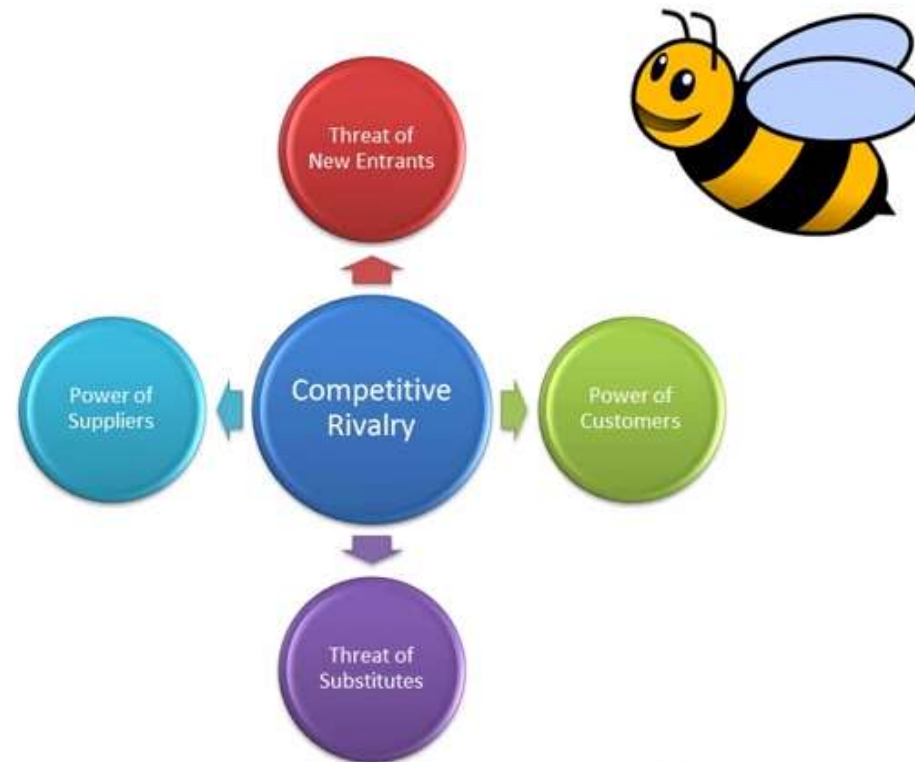 Threat of
New Entrants
Power of
Suppliers
Competitive
Rivalry
Power of
Customers
Threat of
Substitutes